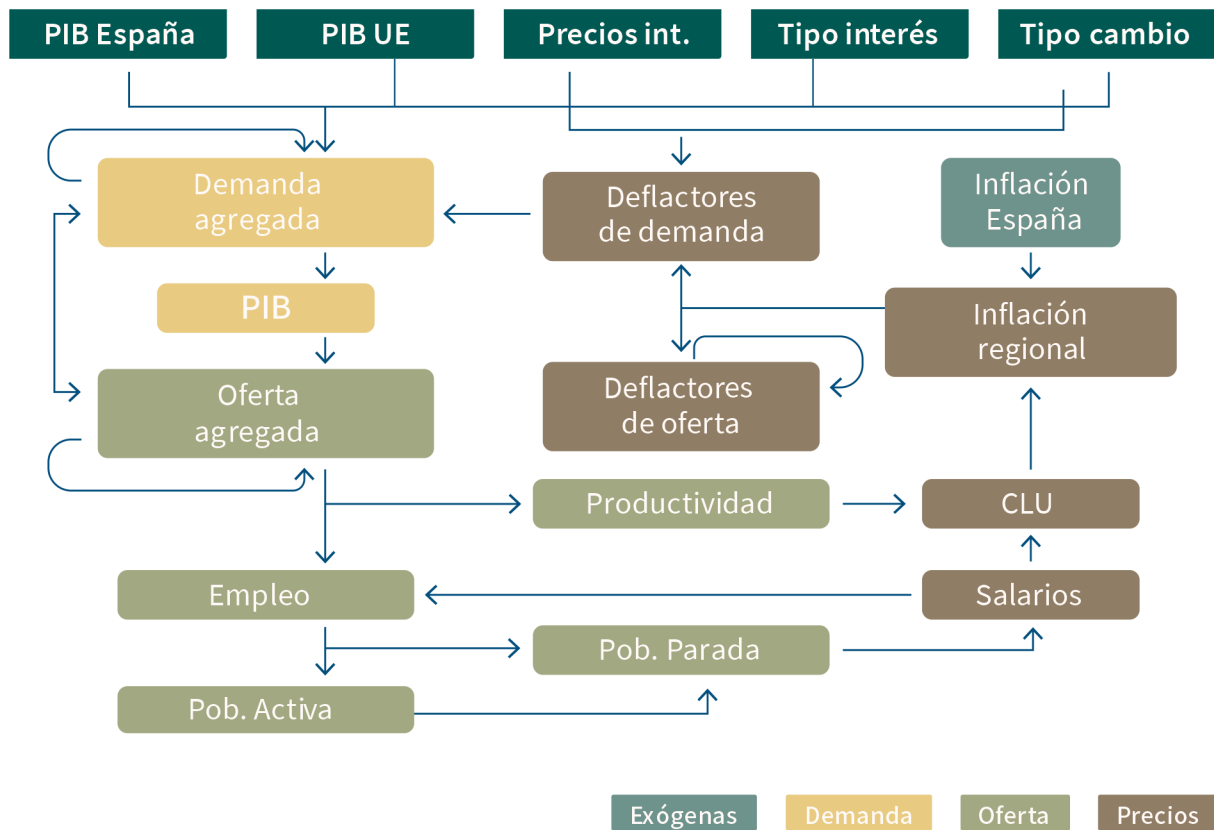 PIB España
PIB UE
Precios int.
Tipo interés
Tipo cambio
Demanda
agregada
Deflactores
de demanda
Inflación
España
PIB
Inflación
regional
Oferta
agregada
Deflactores
de oferta
Productividad
CLU
Empleo
Salarios
Pob. Parada
Pob. Activa
Exógenas
Demanda
Oferta
Precios